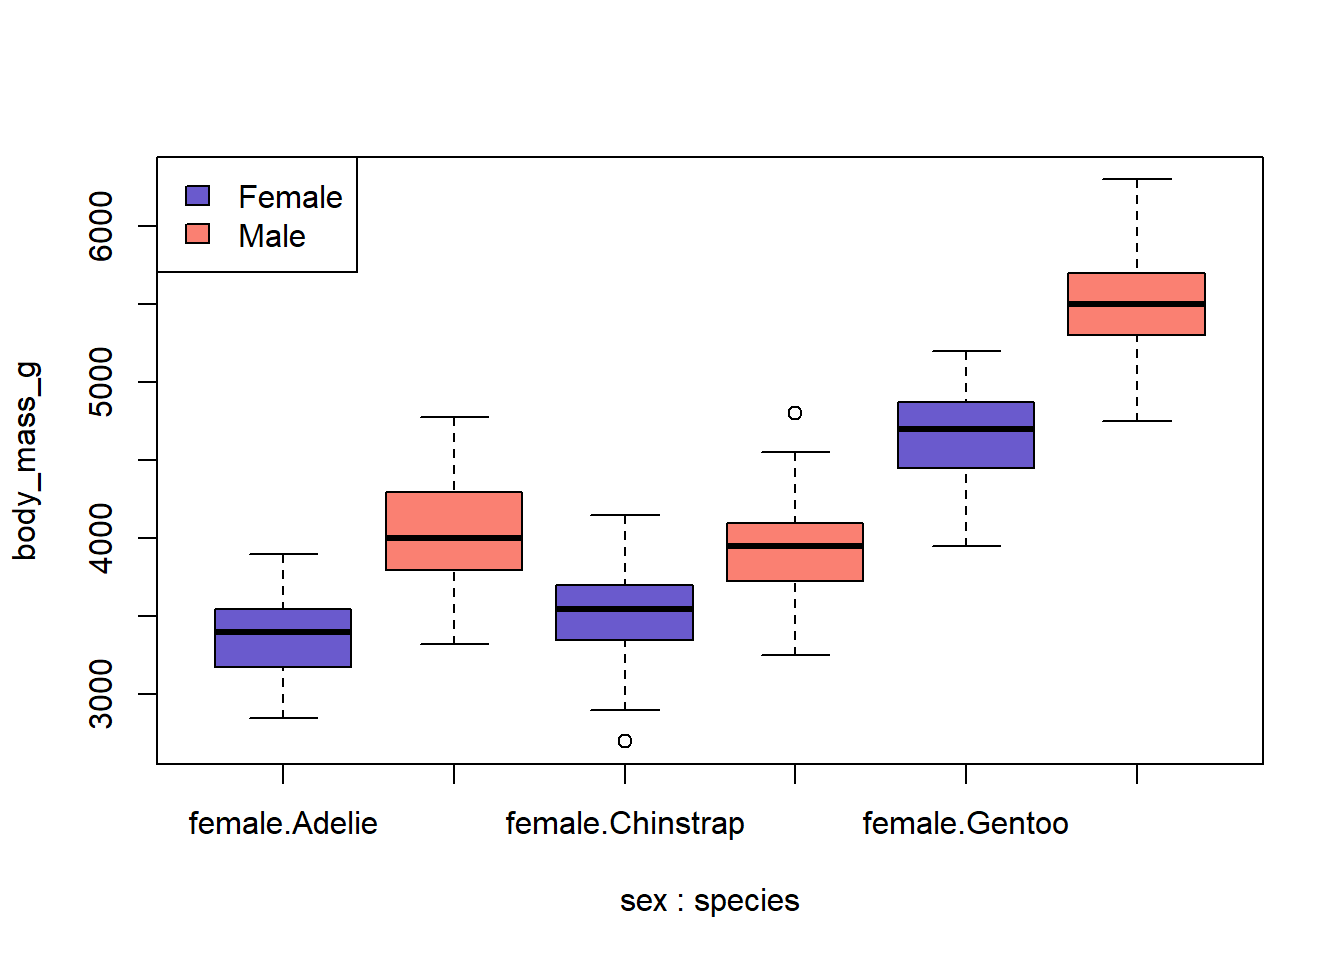 Female
Male
body_mass_g
6000
5000
4000
3000
female.Adelie
female.Chinstrap
female.Gentoo
sex : species